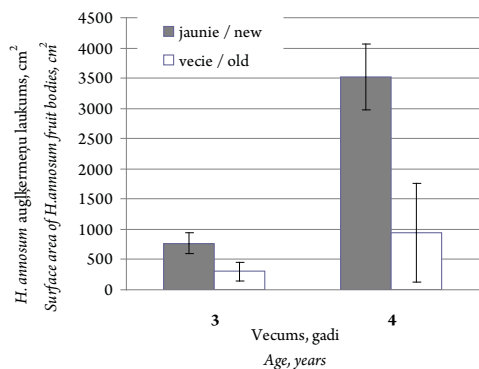 H. annosum augļķermeņu laukums, cm²
Surface area of H.annosum fruit bodies, cm²
4500
4000
3500
3000
2500
2000
1500
1000
500
0
jaunie / new
vecie / old
3 4
Vecums, gadi
Age, years